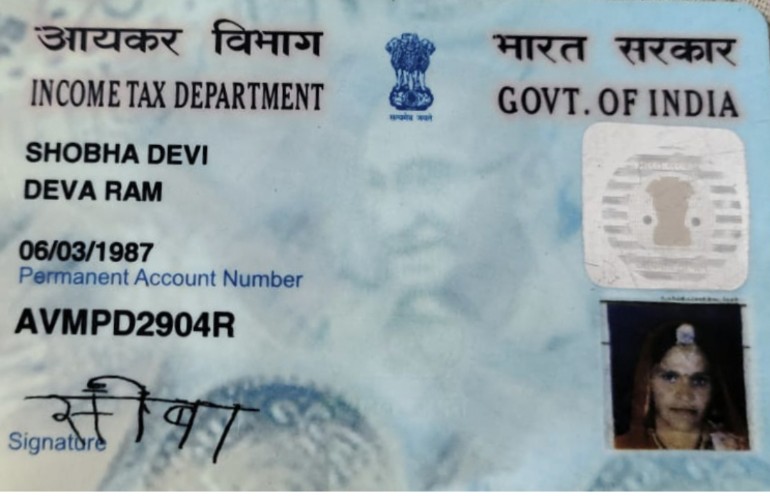 आयकर विभाग
INCOME TAX DEPARTMENT
भारत सरकार
GOVT. OF INDIA
सत्यमेव जयते
SHOBHA DEVI
DEVA RAM
06/03/1987
Permanent Account Number
AVMPD2904R
Signature